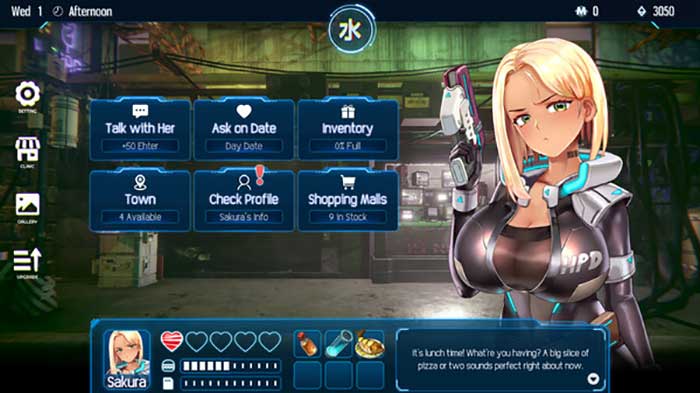 Wed 1 Afternoon
0
3050
水
SETTING
CLINIC
GALLERY
UPGRADE
Talk with Her
+50 Ehter
Ask on Date
Day Date
Inventory
0% Full
Town
4 Available
Check Profile
Sakura's Info
Shopping Malls
9 In Stock
HPD
Sakura
It's lunch time! What're you having? A big slice of
pizza or two sounds perfect right about now.